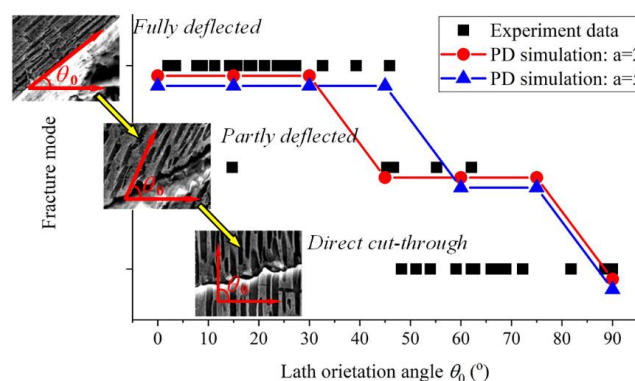 Fully deflected
Experiment data
PD simulation: a=2
PD simulation: a=
θ₀
Partly deflected
θ₀
Direct cut-through
θ₀
Fracture mode
0 10 20 30 40 50 60 70 80 90
Lath orietation angle θ₀ (º)